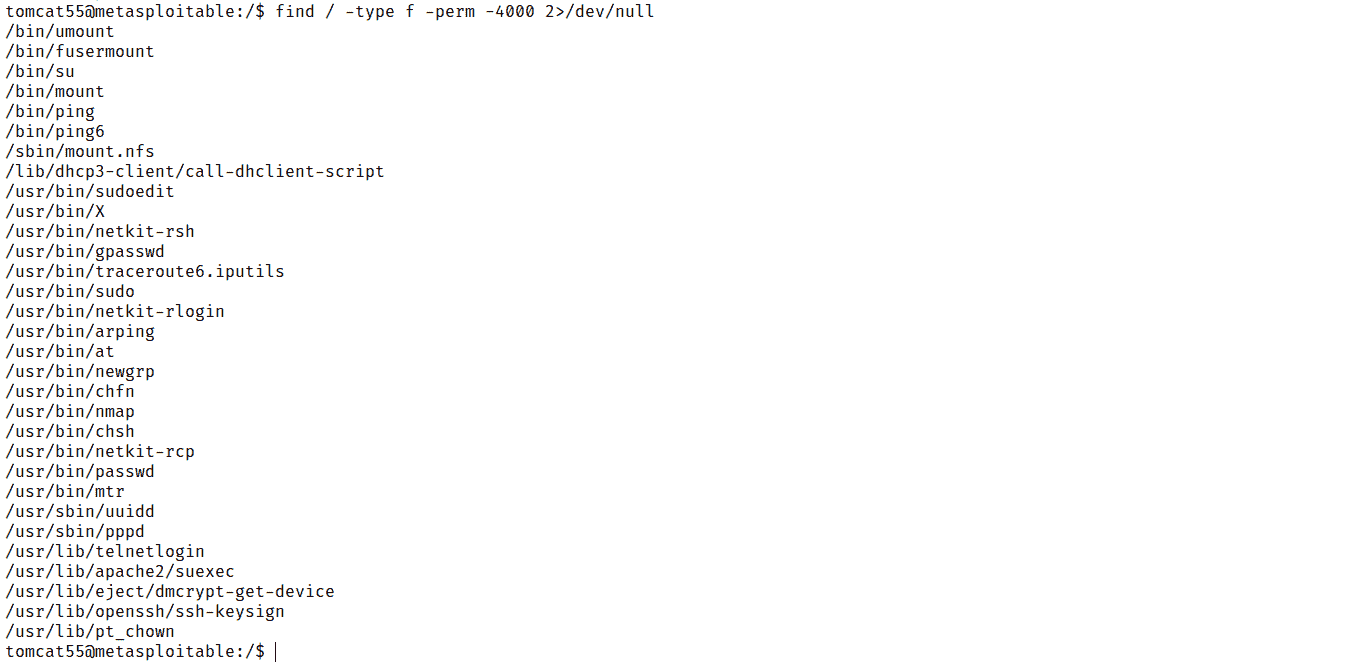 tomcat55@metasploitable:/$ find / -type f -perm -4000 2>/dev/null
/bin/umount
/bin/fusermount
/bin/su
/bin/mount
/bin/ping
/bin/ping6
/sbin/mount.nfs
/lib/dhcp3-client/call-dhclient-script
/usr/bin/sudoedit
/usr/bin/X
/usr/bin/netkit-rsh
/usr/bin/gpasswd
/usr/bin/traceroute6.iputils
/usr/bin/sudo
/usr/bin/netkit-rlogin
/usr/bin/arping
/usr/bin/at
/usr/bin/newgrp
/usr/bin/chfn
/usr/bin/nmap
/usr/bin/chsh
/usr/bin/netkit-rcp
/usr/bin/passwd
/usr/bin/mtr
/usr/sbin/uuidd
/usr/sbin/pppd
/usr/lib/telnetlogin
/usr/lib/apache2/suexec
/usr/lib/eject/dmcrypt-get-device
/usr/lib/openssh/ssh-keysign
/usr/lib/pt_chown
tomcat55@metasploitable:/$